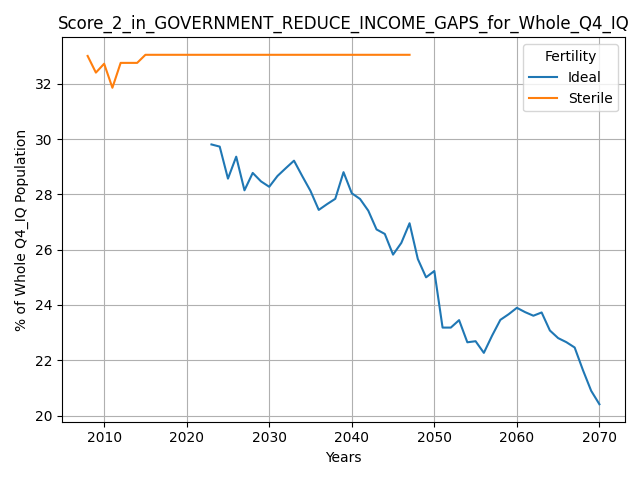 Score_2_in_GOVERNMENT_REDUCE_INCOME_GAPS_for_Whole_Q4_IQ
Fertility
Ideal
Sterile
% of Whole Q4_IQ Population
32
30
28
26
24
22
20
2010
2020
2030
2040
2050
2060
2070
Years